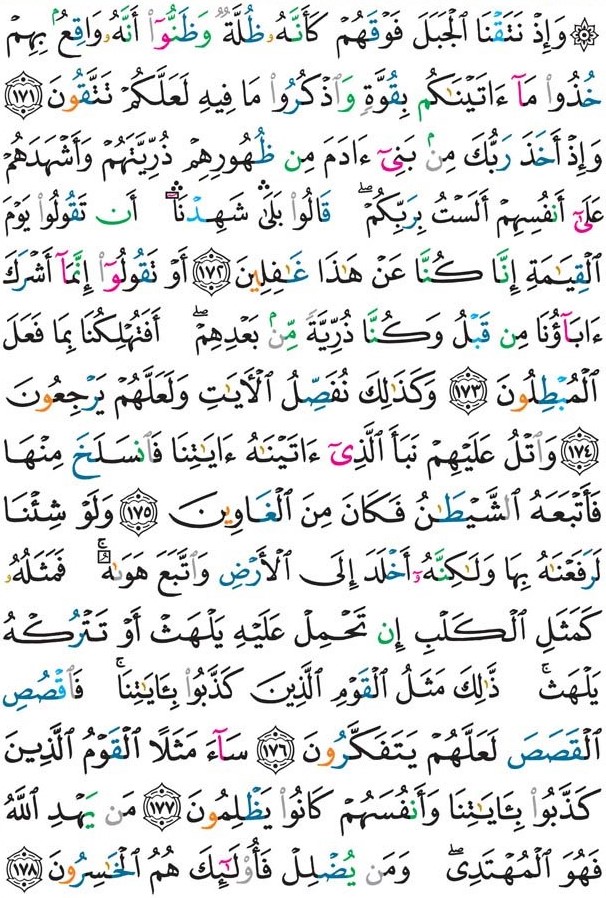 ۞ وَإِذْ نَتَقْنَا ٱلْجَبَلَ فَوْقَهُمْ كَأَنَّهُۥ ظُلَّةٌ وَظَنُّوٓا۟ أَنَّهُۥ وَاقِعٌۢ بِهِمْ
خُذُوا۟ مَآ ءَاتَيْنَٰكُم بِقُوَّةٍ وَٱذْكُرُوا۟ مَا فِيهِ لَعَلَّكُمْ تَتَّقُونَ ﴿١٧١﴾
وَإِذْ أَخَذَ رَبُّكَ مِنۢ بَنِىٓ ءَادَمَ مِن ظُهُورِهِمْ ذُرِّيَّتَهُمْ وَأَشْهَدَهُمْ
عَلَىٰٓ أَنفُسِهِمْ أَلَسْتُ بِرَبِّكُمْ ۖ قَالُوا۟ بَلَىٰ ۛ شَهِدْنَآ ۛ أَن تَقُولُوا۟ يَوْمَ
ٱلْقِيَٰمَةِ إِنَّا كُنَّا عَنْ هَٰذَا غَٰفِلِينَ ﴿١٧٢﴾ أَوْ تَقُولُوٓا۟ إِنَّمَآ أَشْرَكَ
ءَابَآؤُنَا مِن قَبْلُ وَكُنَّا ذُرِّيَّةً مِّنۢ بَعْدِهِمْ ۖ أَفَتُهْلِكُنَا بِمَا فَعَلَ
ٱلْمُبْطِلُونَ ﴿١٧٣﴾ وَكَذَٰلِكَ نُفَصِّلُ ٱلْـَٔايَٰتِ وَلَعَلَّهُمْ يَرْجِعُونَ
﴿١٧٤﴾ وَٱتْلُ عَلَيْهِمْ نَبَأَ ٱلَّذِىٓ ءَاتَيْنَٰهُ ءَايَٰتِنَا فَٱنسَلَخَ مِنْهَا
فَأَتْبَعَهُ ٱلشَّيْطَٰنُ فَكَانَ مِنَ ٱلْغَاوِينَ ﴿١٧٥﴾ وَلَوْ شِئْنَا
لَرَفَعْنَٰهُ بِهَا وَلَٰكِنَّهُۥٓ أَخْلَدَ إِلَى ٱلْأَرْضِ وَٱتَّبَعَ هَوَىٰهُ ۚ فَمَثَلُهُۥ
كَمَثَلِ ٱلْكَلْبِ إِن تَحْمِلْ عَلَيْهِ يَلْهَثْ أَوْ تَتْرُكْهُ
يَلْهَث ۚ ذَّٰلِكَ مَثَلُ ٱلْقَوْمِ ٱلَّذِينَ كَذَّبُوا۟ بِـَٔايَٰتِنَا ۚ فَٱقْصُصِ
ٱلْقَصَصَ لَعَلَّهُمْ يَتَفَكَّرُونَ ﴿١٧٦﴾ سَآءَ مَثَلًا ٱلْقَوْمُ ٱلَّذِينَ
كَذَّبُوا۟ بِـَٔايَٰتِنَا وَأَنفُسَهُمْ كَانُوا۟ يَظْلِمُونَ ﴿١٧٧﴾ مَن يَهْدِ ٱللَّهُ
فَهُوَ ٱلْمُهْتَدِى ۖ وَمَن يُضْلِلْ فَأُو۟لَٰٓئِكَ هُمُ ٱلْخَٰسِرُونَ ﴿١٧٨﴾